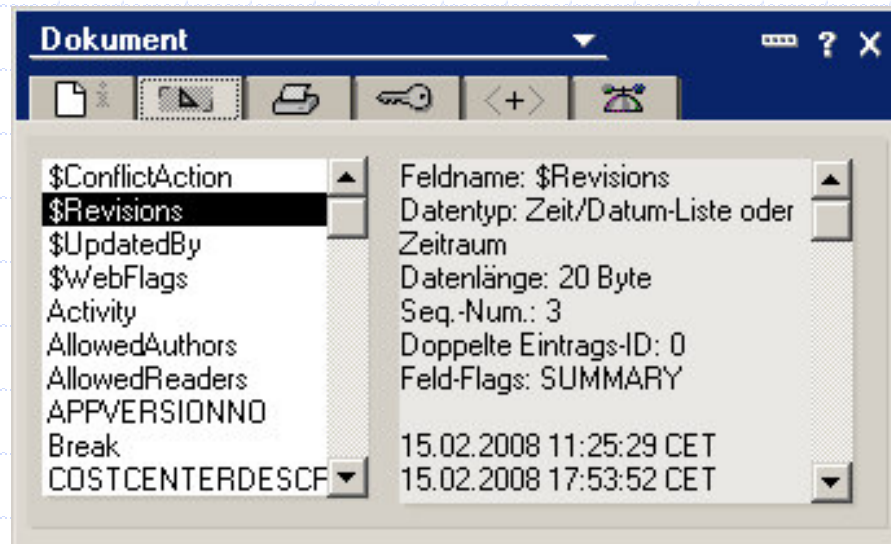 Dokument
?
X
<+>
$ConflictAction
$Revisions
$UpdatedBy
$WebFlags
Activity
AllowedAuthors
AllowedReaders
APPVERSIONNO
Break
COSTCENTERDESCF
Feldname: $Revisions
Datentyp: Zeit/Datum-Liste oder
Zeitraum
Datenlänge: 20 Byte
Seq.-Num.: 3
Doppelte Eintrags-ID: 0
Feld-Flags: SUMMARY
15.02.2008 11:25:29 CET
15.02.2008 17:53:52 CET